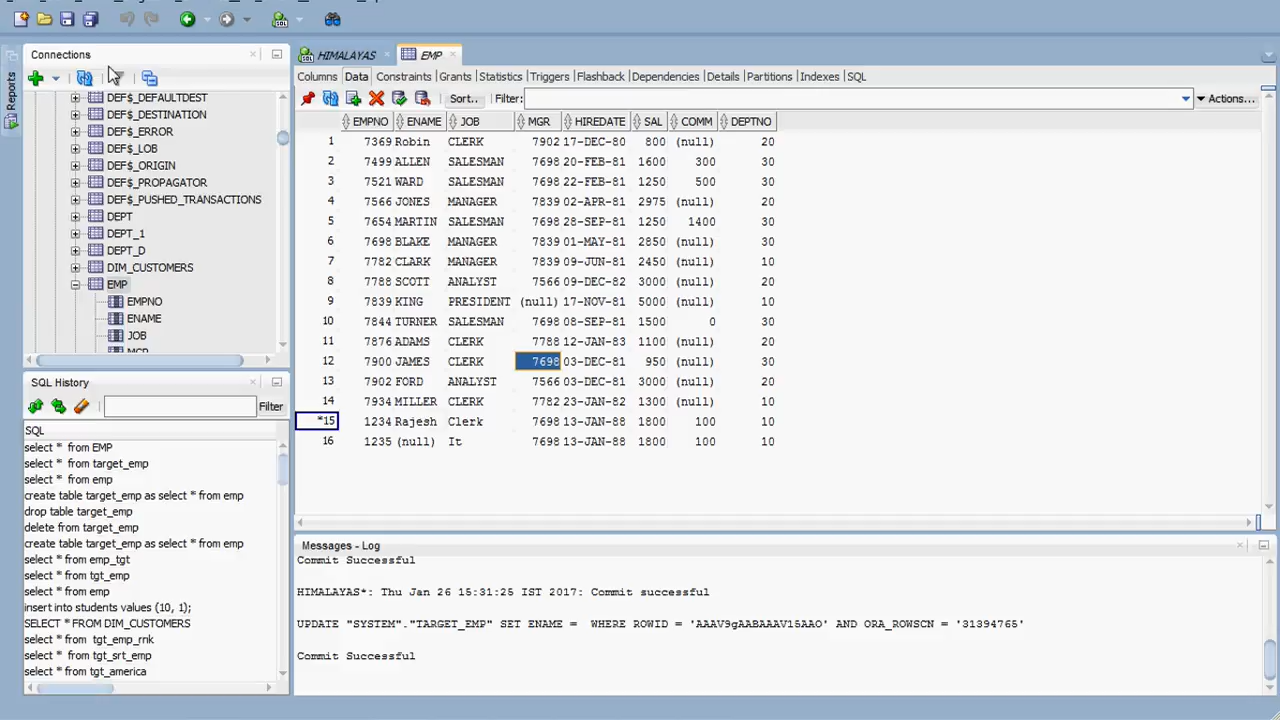 Connections
HIMALAYAS
EMP
Reports
Columns Data Constraints Grants Statistics Triggers Flashback Dependencies Details Partitions Indexes SQL
Sort.. Filter: Actions...
DEF$_DEFAULTDEST
DEF$_DESTINATION
DEF$_ERROR
DEF$_LOB
DEF$_ORIGIN
DEF$_PROPAGATOR
DEF$_PUSHED_TRANSACTIONS
DEPT
DEPT_1
DEPT_D
DIM_CUSTOMERS
EMP
EMPNO
ENAME
JOB
MGR
EMPNO ENAME JOB MGR HIREDATE SAL COMM DEPTNO
1 7369 Robin CLERK 7902 17-DEC-80 800 (null) 20
2 7499 ALLEN SALESMAN 7698 20-FEB-81 1600 300 30
3 7521 WARD SALESMAN 7698 22-FEB-81 1250 500 30
4 7566 JONES MANAGER 7839 02-APR-81 2975 (null) 20
5 7654 MARTIN SALESMAN 7698 28-SEP-81 1250 1400 30
6 7698 BLAKE MANAGER 7839 01-MAY-81 2850 (null) 30
7 7782 CLARK MANAGER 7839 09-JUN-81 2450 (null) 10
8 7788 SCOTT ANALYST 7566 09-DEC-82 3000 (null) 20
9 7839 KING PRESIDENT (null) 17-NOV-81 5000 (null) 10
10 7844 TURNER SALESMAN 7698 08-SEP-81 1500 0 30
11 7876 ADAMS CLERK 7788 12-JAN-83 1100 (null) 20
12 7900 JAMES CLERK 7698 03-DEC-81 950 (null) 30
13 7902 FORD ANALYST 7566 03-DEC-81 3000 (null) 20
14 7934 MILLER CLERK 7782 23-JAN-82 1300 (null) 10
*15 1234 Rajesh Clerk 7698 13-JAN-88 1800 100 10
16 1235 (null) It 7698 13-JAN-88 1800 100 10
SQL History
Filter
SQL
select * from EMP
select * from target_emp
select * from emp
create table target_emp as select * from emp
drop table target_emp
delete from target_emp
create table target_emp as select * from emp
select * from emp_tgt
select * from tgt_emp
select * from emp
insert into students values (10, 1);
SELECT * FROM DIM_CUSTOMERS
select * from tgt_emp_rnk
select * from tgt_srt_emp
select * from tgt_america
Messages - Log
Commit Successful
HIMALAYAS*: Thu Jan 26 15:31:25 IST 2017: Commit successful
UPDATE "SYSTEM"."TARGET_EMP" SET ENAME = WHERE ROWID = 'AAAV9gAABAAAV15AAO' AND ORA_ROWSCN = '31394765'
Commit Successful